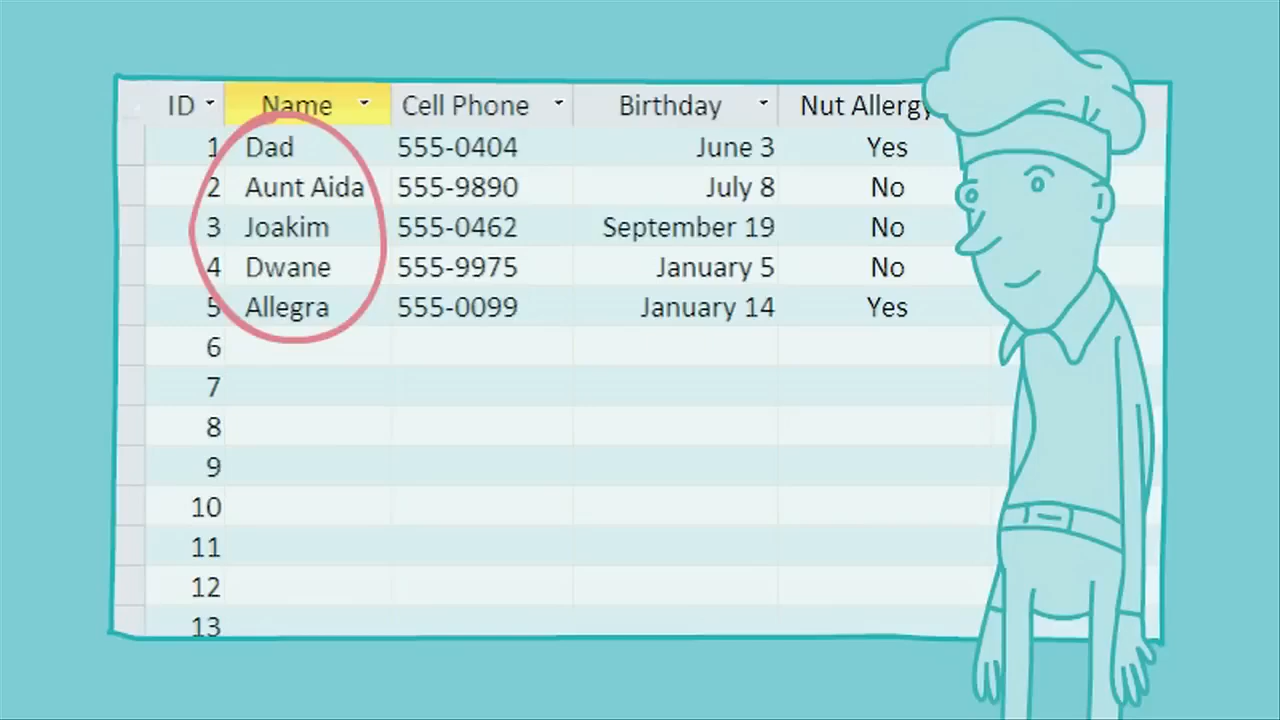 ID Name Cell Phone Birthday Nut Allergy
1 Dad 555-0404 June 3 Yes
2 Aunt Aida 555-9890 July 8 No
3 Joakim 555-0462 September 19 No
4 Dwane 555-9975 January 5 No
5 Allegra 555-0099 January 14 Yes
6
7
8
9
10
11
12
13